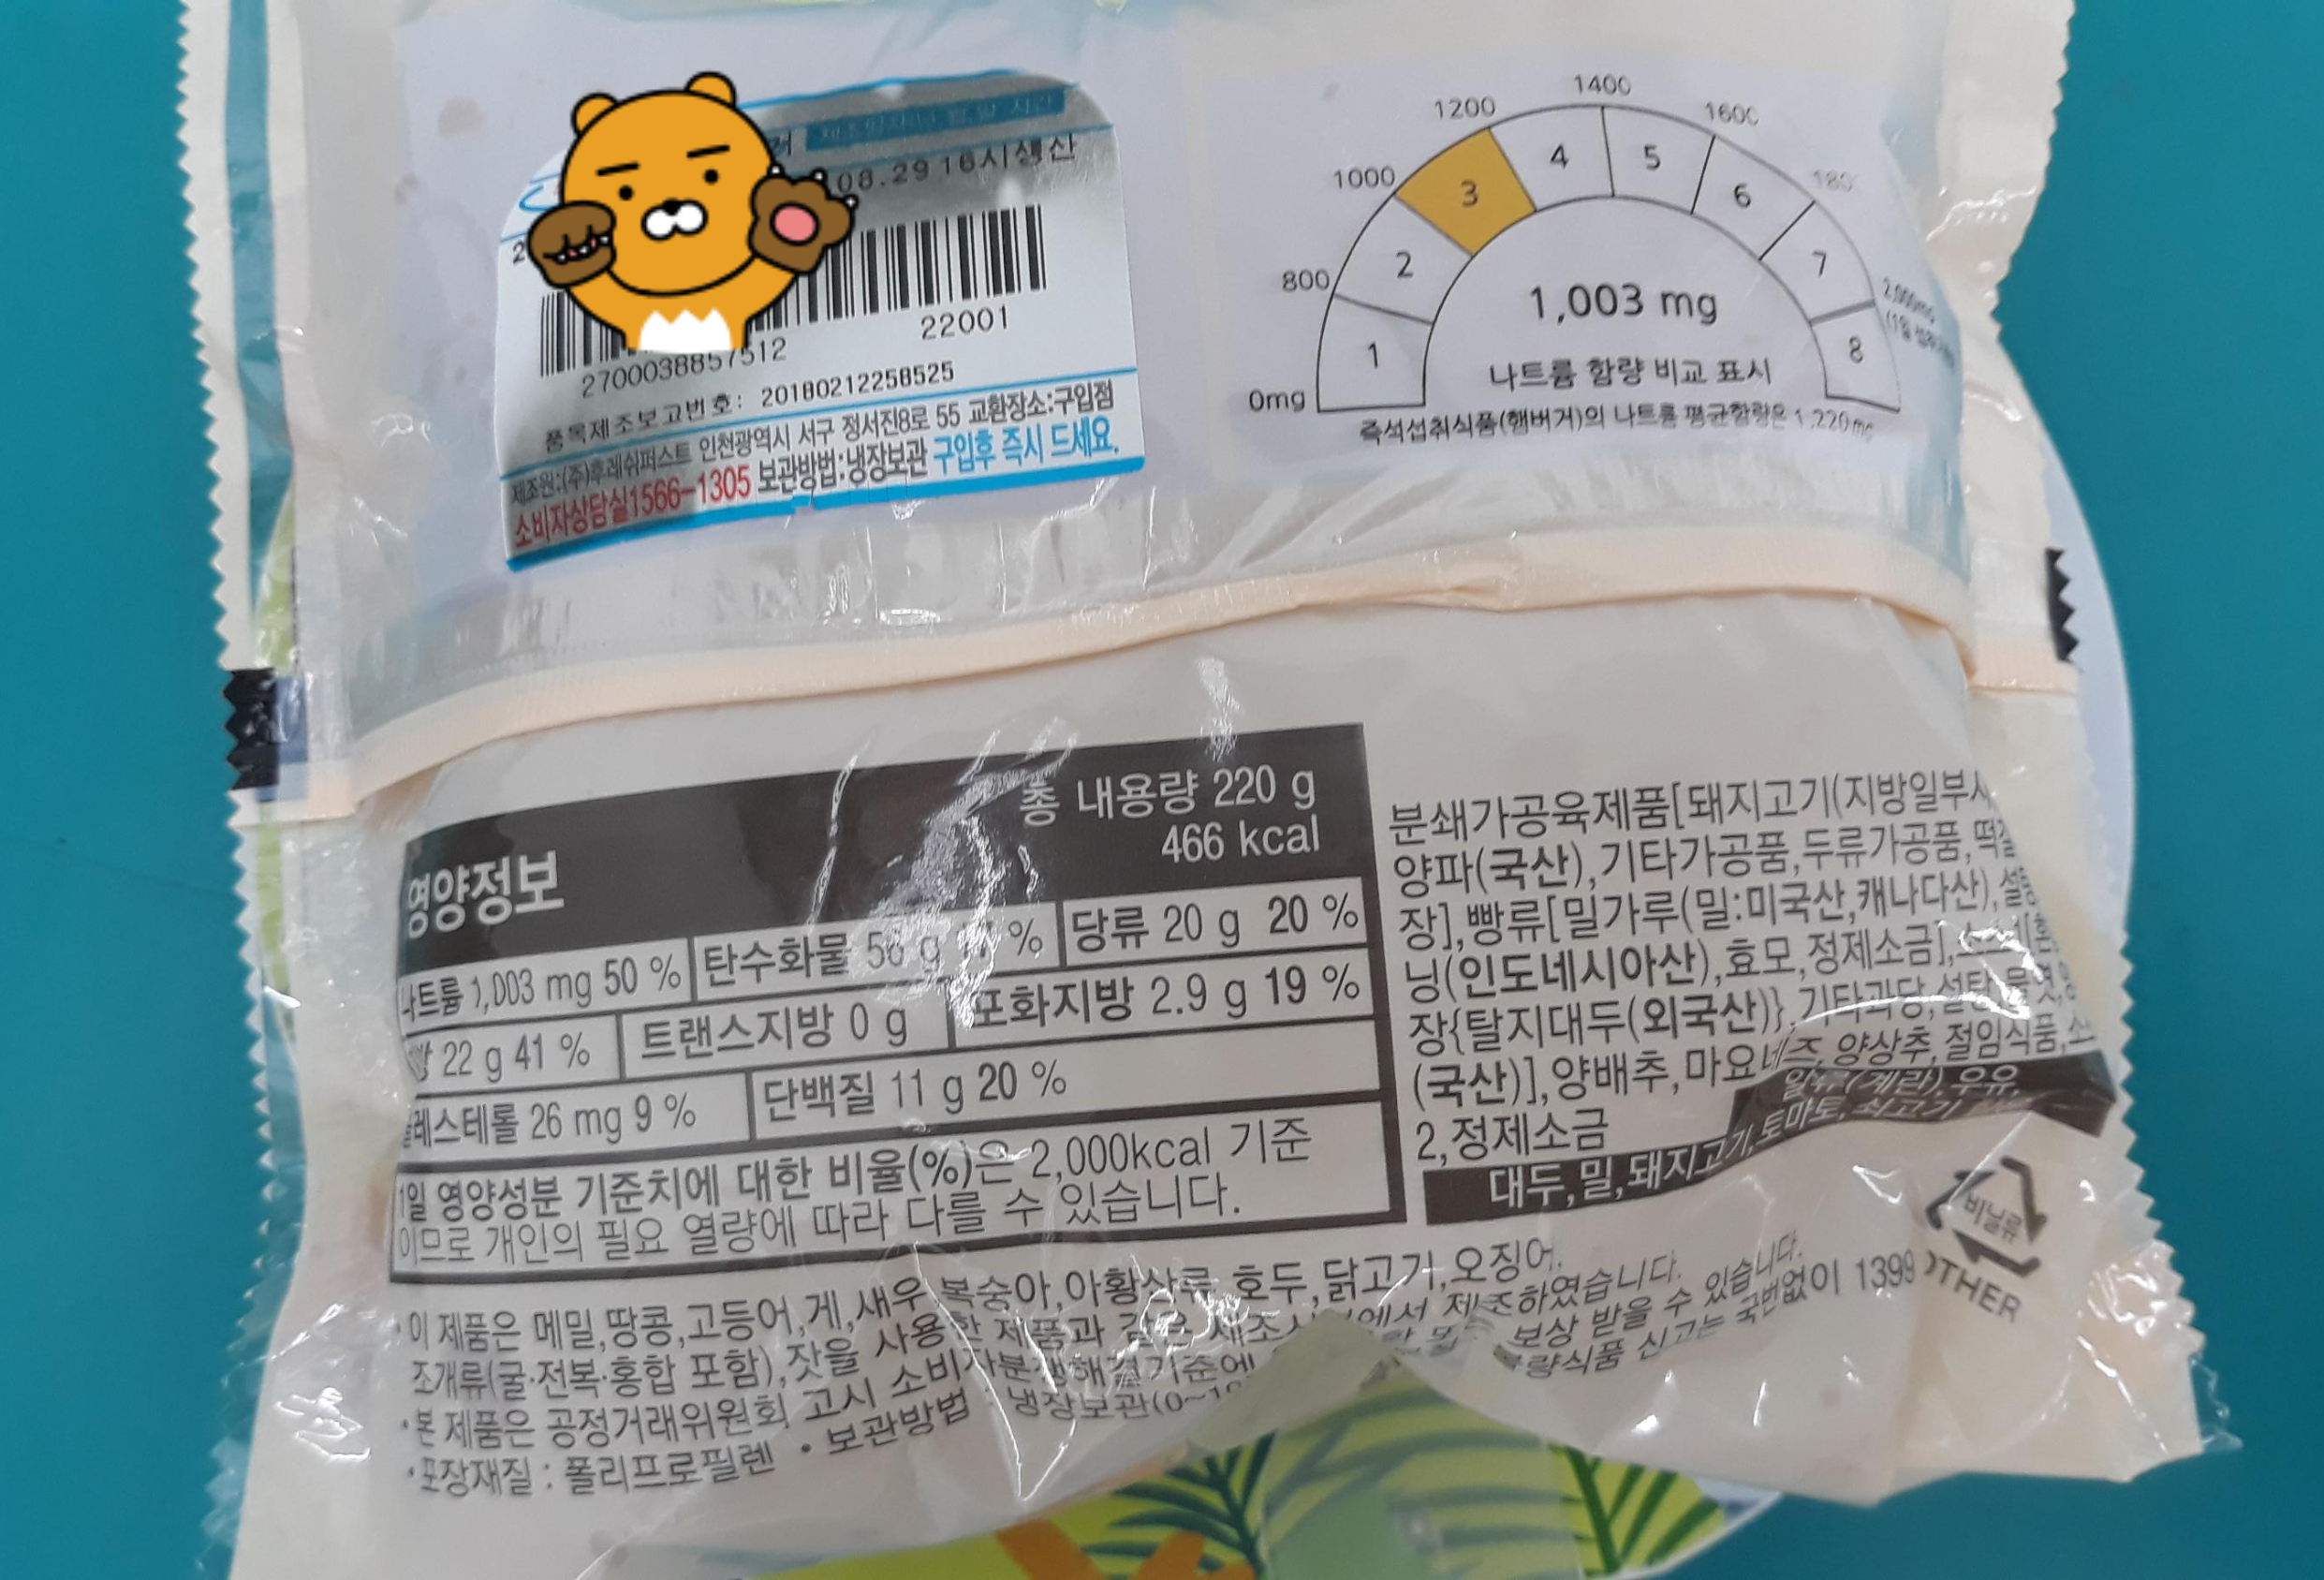 08.29 16시생산
22001
2700038857512
품목제조보고번호: 20180212258525
제조원:(주)후레쉬퍼스트 인천광역시 서구 정서진8로 55 교환장소:구입점
소비자상담실1566-1305 보관방법:냉장보관 구입후 즉시 드세요.
0mg 800 1000 1200 1400 1600
1 2 3 4 5 6 7 8
2,000mg
1,003 mg
나트륨 함량 비교 표시
즉석섭취식품(햄버거)의 나트륨 평균함량은 1,220mg
영양정보
총 내용량 220 g
466 kcal
나트륨 1,003 mg 50 % 탄수화물 g % 당류 20 g 20 %
22 g 41 % 트랜스지방 0 g 포화지방 2.9 g 19 %
레스테롤 26 mg 9 % 단백질 11 g 20 %
1일 영양성분 기준치에 대한 비율(%)은 2,000kcal 기준
이므로 개인의 필요 열량에 따라 다를 수 있습니다.
분쇄가공육제품[돼지고기(지방일부
양파(국산),기타가공품,두류가공품,
장],빵류[밀가루(밀:미국산,캐나다산),
닝(인도네시아산),효모,정제소금],
장{탈지대두(외국산)},기타과당,설탕,물엿,
(국산)],양배추,마요네즈,양상추,절임식품,
2,정제소금
알류(계란),우유,
대두,밀,돼지고기,토마토,쇠고기
•이 제품은 메밀,땅콩,고등어,게,새우,복숭아,아황산류,호두,닭고기,오징어,
조개류(굴·전복·홍합 포함),잣을 사용한 제품과 같은 제조시설에서 제조하였습니다.
•본 제품은 공정거래위원회 고시 소비자분쟁해결기준에 보상 받을 수 있습니다.
•포장재질 : 폴리프로필렌 •보관방법 : 냉장보관(0~10 불량식품 신고는 국번없이 1399
비닐류
OTHER